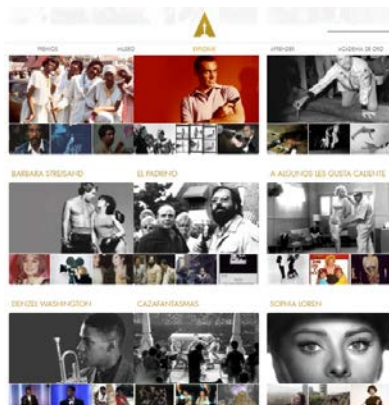 PREMIOS MUSEO EXPLORE APRENDER ACADEMIA DE ORO
BARBARA STREISAND EL PADRINO A ALGUNOS LES GUSTA CALIENTE
DENZEL WASHINGTON CAZAFANTASMAS SOPHIA LOREN